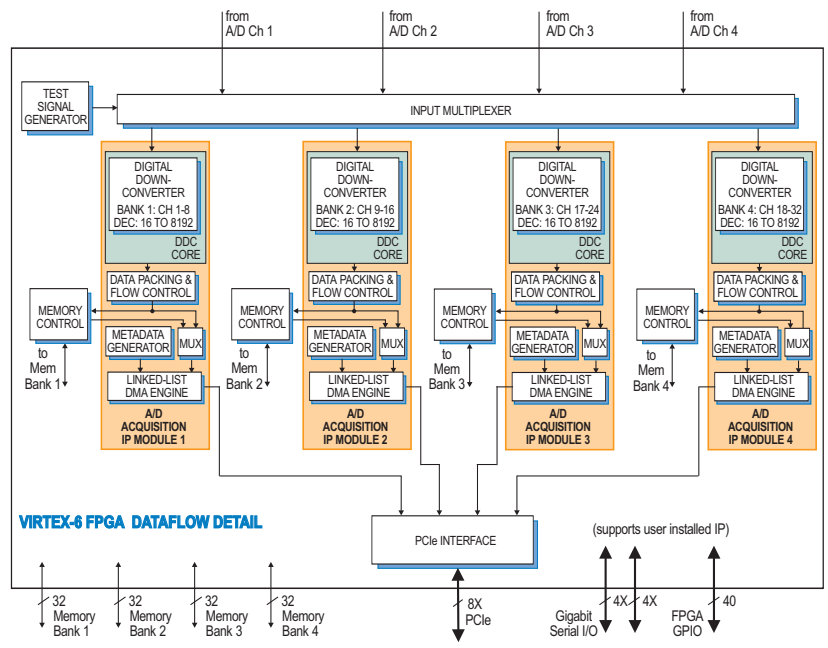 from
A/D Ch 1
from
A/D Ch 2
from
A/D Ch 3
from
A/D Ch 4
TEST
SIGNAL
GENERATOR
INPUT MULTIPLEXER
DIGITAL
DOWN-
CONVERTER
BANK 1: CH 1-8
DEC: 16 TO 8192
DDC
CORE
DATA PACKING &
FLOW CONTROL
MEMORY
CONTROL
METADATA
GENERATOR
MUX
to
Mem
Bank 1
LINKED-LIST
DMA ENGINE
A/D
ACQUISITION
IP MODULE 1
DIGITAL
DOWN-
CONVERTER
BANK 2: CH 9-16
DEC: 16 TO 8192
DDC
CORE
DATA PACKING &
FLOW CONTROL
MEMORY
CONTROL
METADATA
GENERATOR
MUX
to
Mem
Bank 2
LINKED-LIST
DMA ENGINE
A/D
ACQUISITION
IP MODULE 2
DIGITAL
DOWN-
CONVERTER
BANK 3: CH 17-24
DEC: 16 TO 8192
DDC
CORE
DATA PACKING &
FLOW CONTROL
MEMORY
CONTROL
METADATA
GENERATOR
MUX
to
Mem
Bank 3
LINKED-LIST
DMA ENGINE
A/D
ACQUISITION
IP MODULE 3
DIGITAL
DOWN-
CONVERTER
BANK 4: CH 18-32
DEC: 16 TO 8192
DDC
CORE
DATA PACKING &
FLOW CONTROL
MEMORY
CONTROL
METADATA
GENERATOR
MUX
to
Mem
Bank 4
LINKED-LIST
DMA ENGINE
A/D
ACQUISITION
IP MODULE 4
VIRTEX-6 FPGA DATAFLOW DETAIL
PCIe INTERFACE
(supports user installed IP)
32
Memory
Bank 1
32
Memory
Bank 2
32
Memory
Bank 3
32
Memory
Bank 4
8X
PCIe
4X
4X
Gigabit
Serial I/O
40
FPGA
GPIO